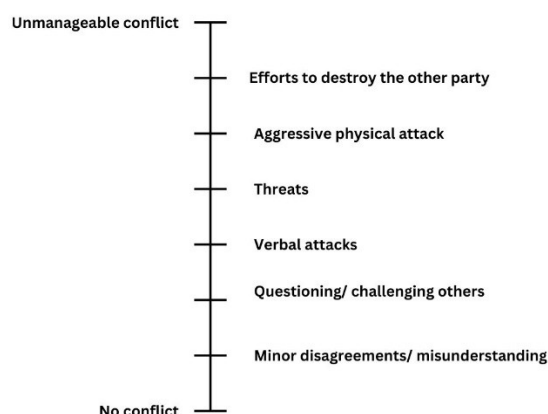 Unmanageable conflict
Efforts to destroy the other party
Aggressive physical attack
Threats
Verbal attacks
Questioning/ challenging others
Minor disagreements/ misunderstanding
No conflict